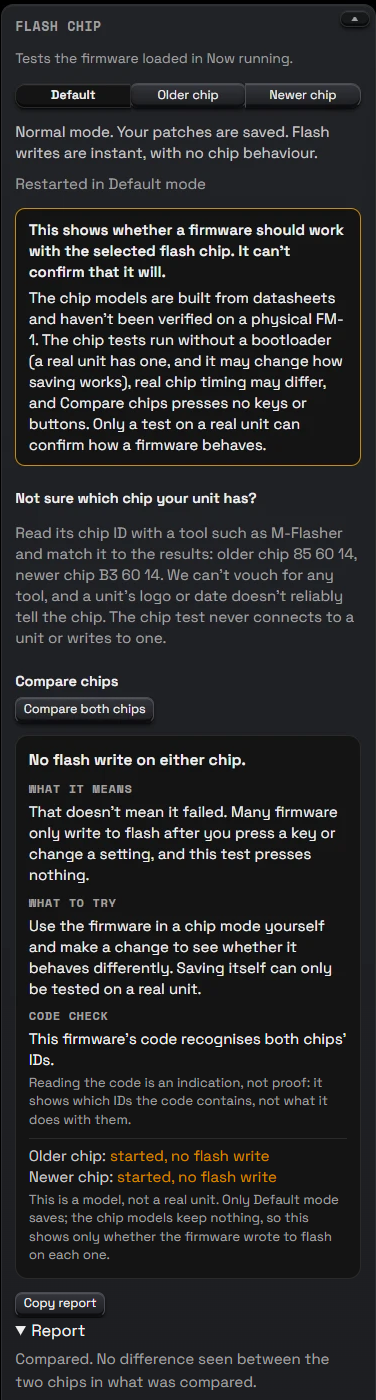 FLASH CHIP
Tests the firmware loaded in Now running.
Default
Older chip
Newer chip
Normal mode. Your patches are saved. Flash
writes are instant, with no chip behaviour.
Restarted in Default mode
This shows whether a firmware should work
with the selected flash chip. It can't
confirm that it will.
The chip models are built from datasheets
and haven't been verified on a physical FM-
1. The chip tests run without a bootloader
(a real unit has one, and it may change how
saving works), real chip timing may differ,
and Compare chips presses no keys or
buttons. Only a test on a real unit can
confirm how a firmware behaves.
Not sure which chip your unit has?
Read its chip ID with a tool such as M-Flasher
and match it to the results: older chip 85 60 14,
newer chip B3 60 14. We can't vouch for any
tool, and a unit's logo or date doesn't reliably
tell the chip. The chip test never connects to a
unit or writes to one.
Compare chips
Compare both chips
No flash write on either chip.
WHAT IT MEANS
That doesn't mean it failed. Many firmware
only write to flash after you press a key or
change a setting, and this test presses
nothing.
WHAT TO TRY
Use the firmware in a chip mode yourself
and make a change to see whether it
behaves differently. Saving itself can only
be tested on a real unit.
CODE CHECK
This firmware's code recognises both chips'
IDs.
Reading the code is an indication, not proof: it
shows which IDs the code contains, not what it
does with them.
Older chip: started, no flash write
Newer chip: started, no flash write
This is a model, not a real unit. Only Default mode
saves; the chip models keep nothing, so this
shows only whether the firmware wrote to flash
on each one.
Copy report
▼ Report
Compared. No difference seen between the
two chips in what was compared.